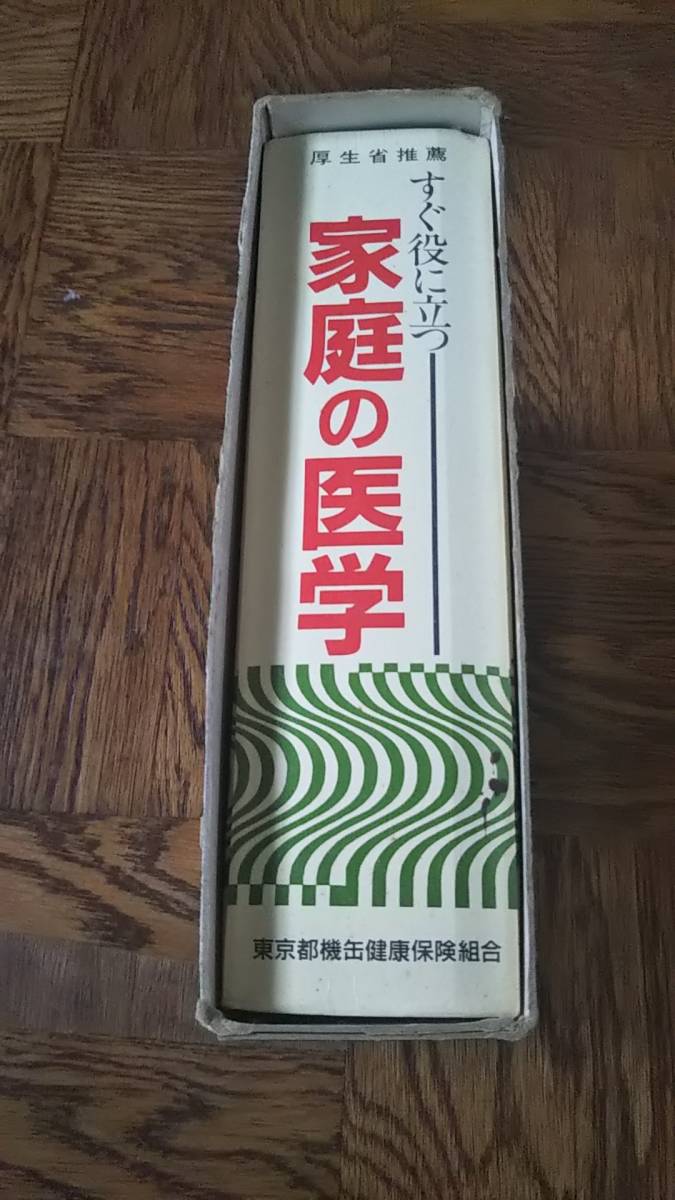 厚生省推薦
すぐ役に立つ
家庭の医学
東京都機缶健康保険組合